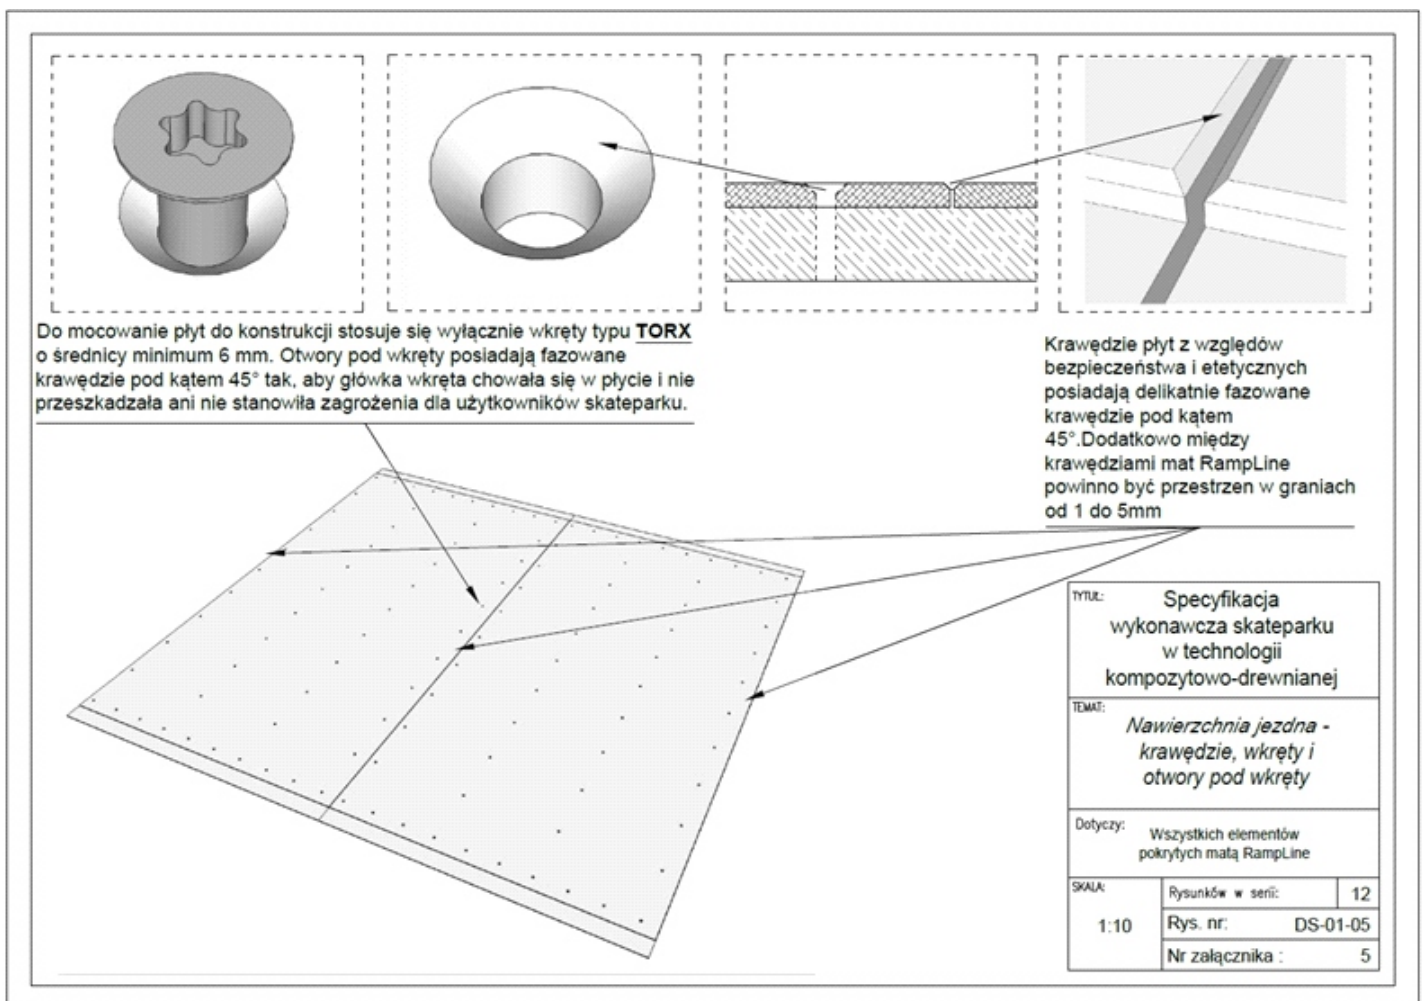 Do mocowanie płyt do konstrukcji stosuje się wyłącznie wkręty typu TORX
o średnicy minimum 6 mm. Otwory pod wkręty posiadają fazowane
krawędzie pod kątem 45° tak, aby główka wkręta chowała się w płycie i nie
przeszkadzała ani nie stanowiła zagrożenia dla użytkowników skateparku.
Krawędzie płyt z względów
bezpieczeństwa i etetycznych
posiadają delikatnie fazowane
krawędzie pod kątem
45°.Dodatkowo między
krawędziami mat RampLine
powinno być przestrzen w graniach
od 1 do 5mm
TYTUŁ:
Specyfikacja
wykonawcza skateparku
w technologii
kompozytowo-drewnianej
TEMAT:
Nawierzchnia jezdna -
krawędzie, wkręty i
otwory pod wkręty
Dotyczy:
Wszystkich elementów
pokrytych matą RampLine
SKALA:
1:10
Rysunków w serii: 12
Rys. nr: DS-01-05
Nr załącznika : 5